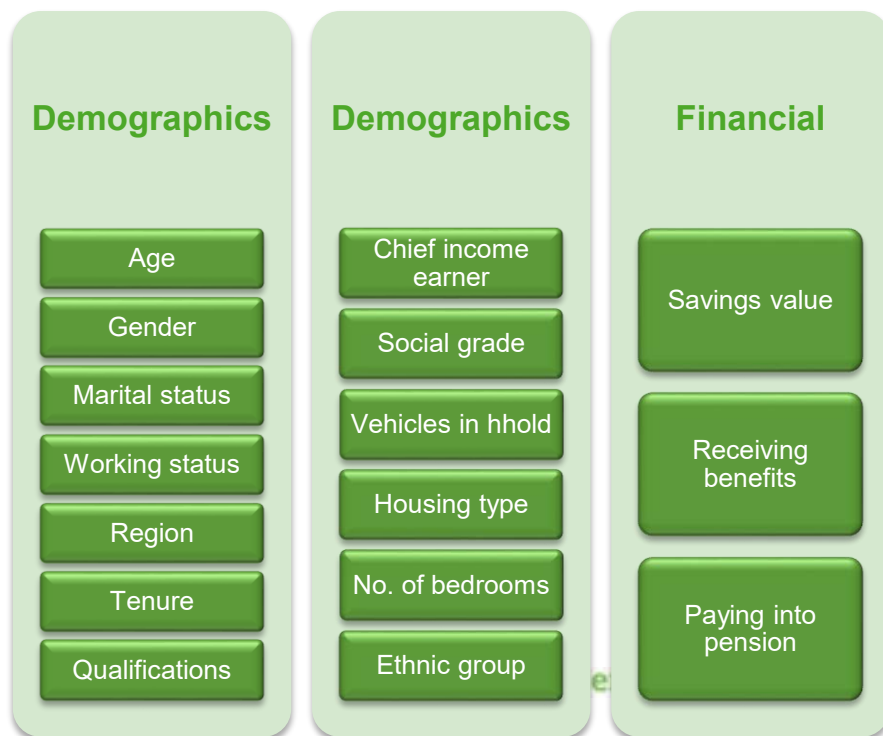 Demographics
Age
Gender
Marital status
Working status
Region
Tenure
Qualifications
Demographics
Chief income
earner
Social grade
Vehicles in hhold
Housing type
No. of bedrooms
Ethnic group
Financial
Savings value
Receiving
benefits
Paying into
pension